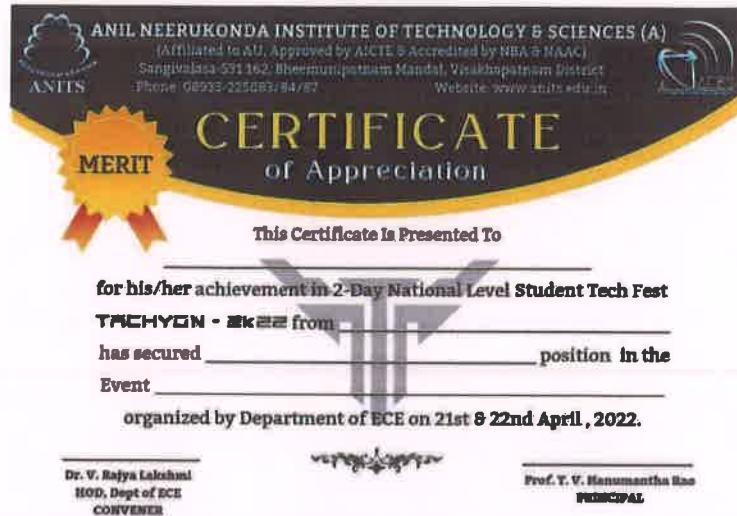 ANIL NEERUKONDA INSTITUTE OF TECHNOLOGY & SCIENCES (A)
(Affiliated to AU, Approved by AICTE & Accredited by NBA & NAAC)
Sangivalasa-531 162, Bheemunipatnam Mandal, Visakhapatnam District
Phone: 08933-225083/84/87 Website: www.anits.edu.in
ANITS
CERTIFICATE
of Appreciation
MERIT
This Certificate Is Presented To
for his/her achievement in 2-Day National Level Student Tech Fest
TACHYON - 2k22 from
has secured position in the
Event
organized by Department of ECE on 21st & 22nd April , 2022.
Dr. V. Rajya Lakshmi
HOD, Dept of ECE
CONVENER
Prof. T. V. Hanumantha Rao
PRINCIPAL